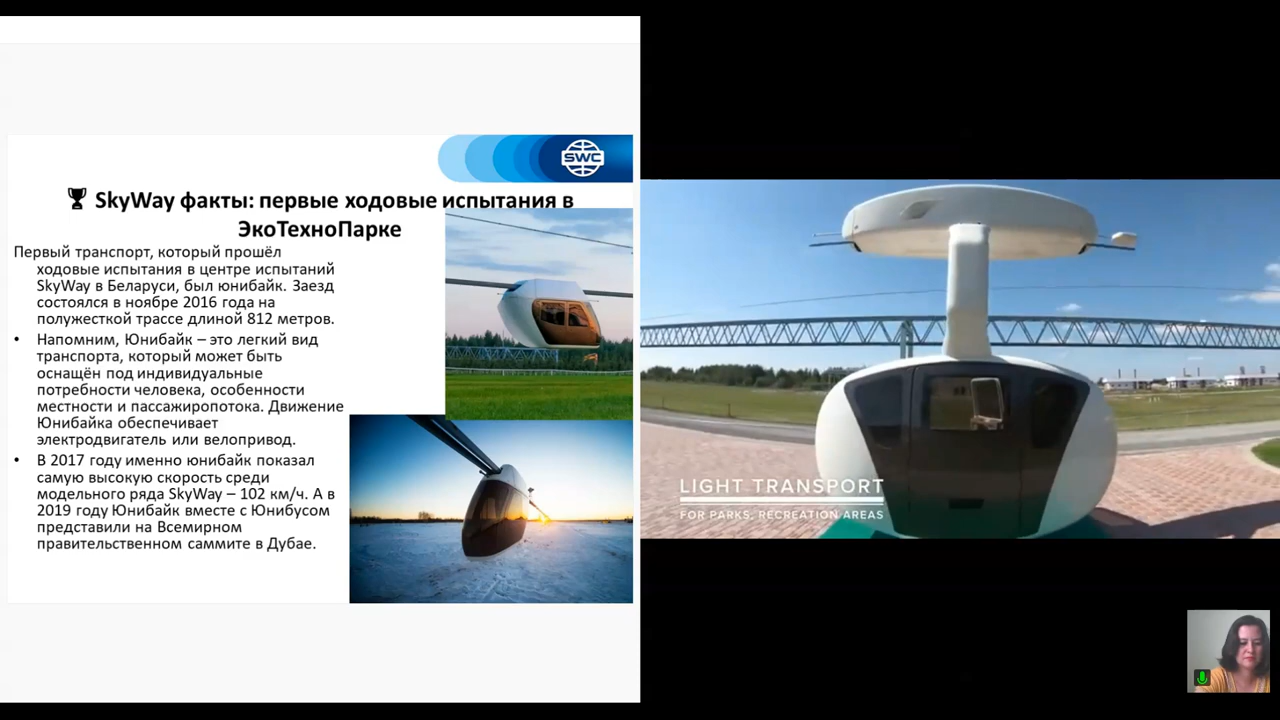 SWC
SkyWay факты: первые ходовые испытания в
ЭкоТехноПарке
Первый транспорт, который прошёл
ходовые испытания в центре испытаний
SkyWay в Беларуси, был юнибайк. Заезд
состоялся в ноябре 2016 года на
полужесткой трассе длиной 812 метров.
• Напомним, Юнибайк – это легкий вид
транспорта, который может быть
оснащён под индивидуальные
потребности человека, особенности
местности и пассажиропотока. Движение
Юнибайка обеспечивает
электродвигатель или велопривод.
• В 2017 году именно юнибайк показал
самую высокую скорость среди
модельного ряда SkyWay – 102 км/ч. А в
2019 году Юнибайк вместе с Юнибусом
представили на Всемирном
правительственном саммите в Дубае.
LIGHT TRANSPORT
FOR PARKS, RECREATION AREAS